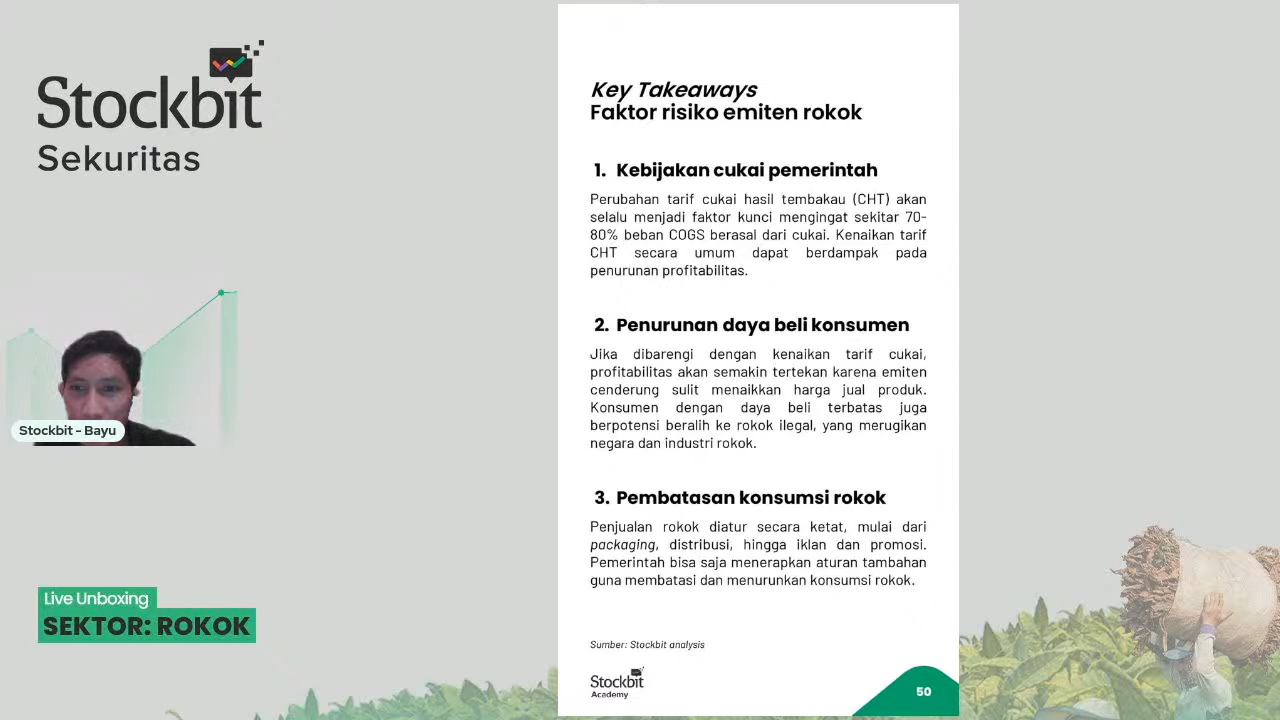 Stockbit
Sekuritas
Stockbit - Bayu
Live Unboxing
SEKTOR: ROKOK
Key Takeaways
Faktor risiko emiten rokok
1. Kebijakan cukai pemerintah
Perubahan tarif cukai hasil tembakau (CHT) akan
selalu menjadi faktor kunci mengingat sekitar 70-
80% beban COGS berasal dari cukai. Kenaikan tarif
CHT secara umum dapat berdampak pada
penurunan profitabilitas.
2. Penurunan daya beli konsumen
Jika dibarengi dengan kenaikan tarif cukai,
profitabilitas akan semakin tertekan karena emiten
cenderung sulit menaikkan harga jual produk.
Konsumen dengan daya beli terbatas juga
berpotensi beralih ke rokok ilegal, yang merugikan
negara dan industri rokok.
3. Pembatasan konsumsi rokok
Penjualan rokok diatur secara ketat, mulai dari
packaging, distribusi, hingga iklan dan promosi.
Pemerintah bisa saja menerapkan aturan tambahan
guna membatasi dan menurunkan konsumsi rokok.
Sumber: Stockbit analysis
Stockbit
Academy
50